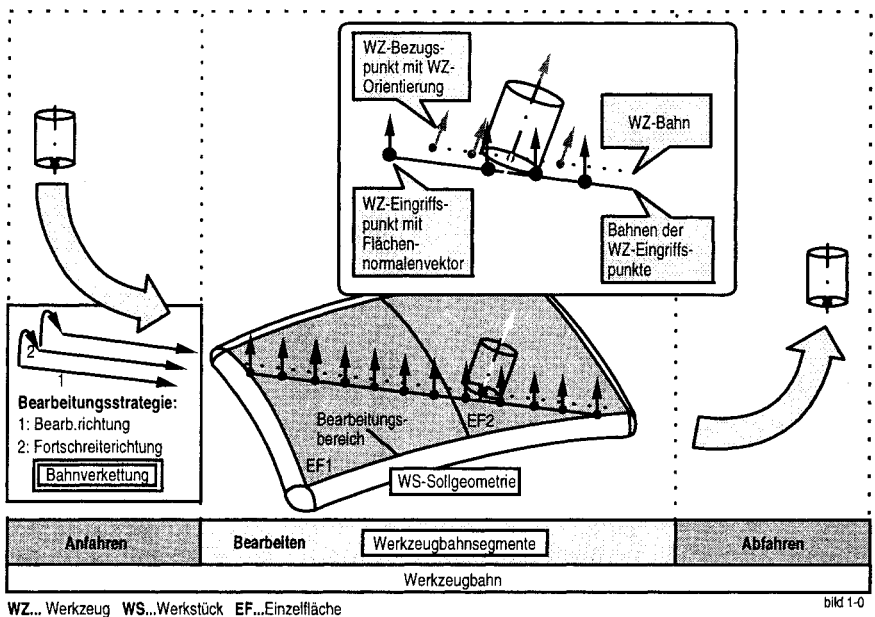 WZ-Bezugs-
punkt mit WZ-
Orientierung
WZ-Bahn
WZ-Eingriffs-
punkt mit
Flächen-
normalenvektor
Bahnen der
WZ-Eingriffs-
punkte
2
1
Bearbeitungsstrategie:
1: Bearb.richtung
2: Fortschreiterichtung
Bahnverkettung
Bearbeitungs-
bereich
EF2
EF1
WS-Sollgeometrie
Anfahren
Bearbeiten
Werkzeugbahnsegmente
Abfahren
Werkzeugbahn
WZ... Werkzeug WS...Werkstück EF...Einzelfläche
bild 1-0